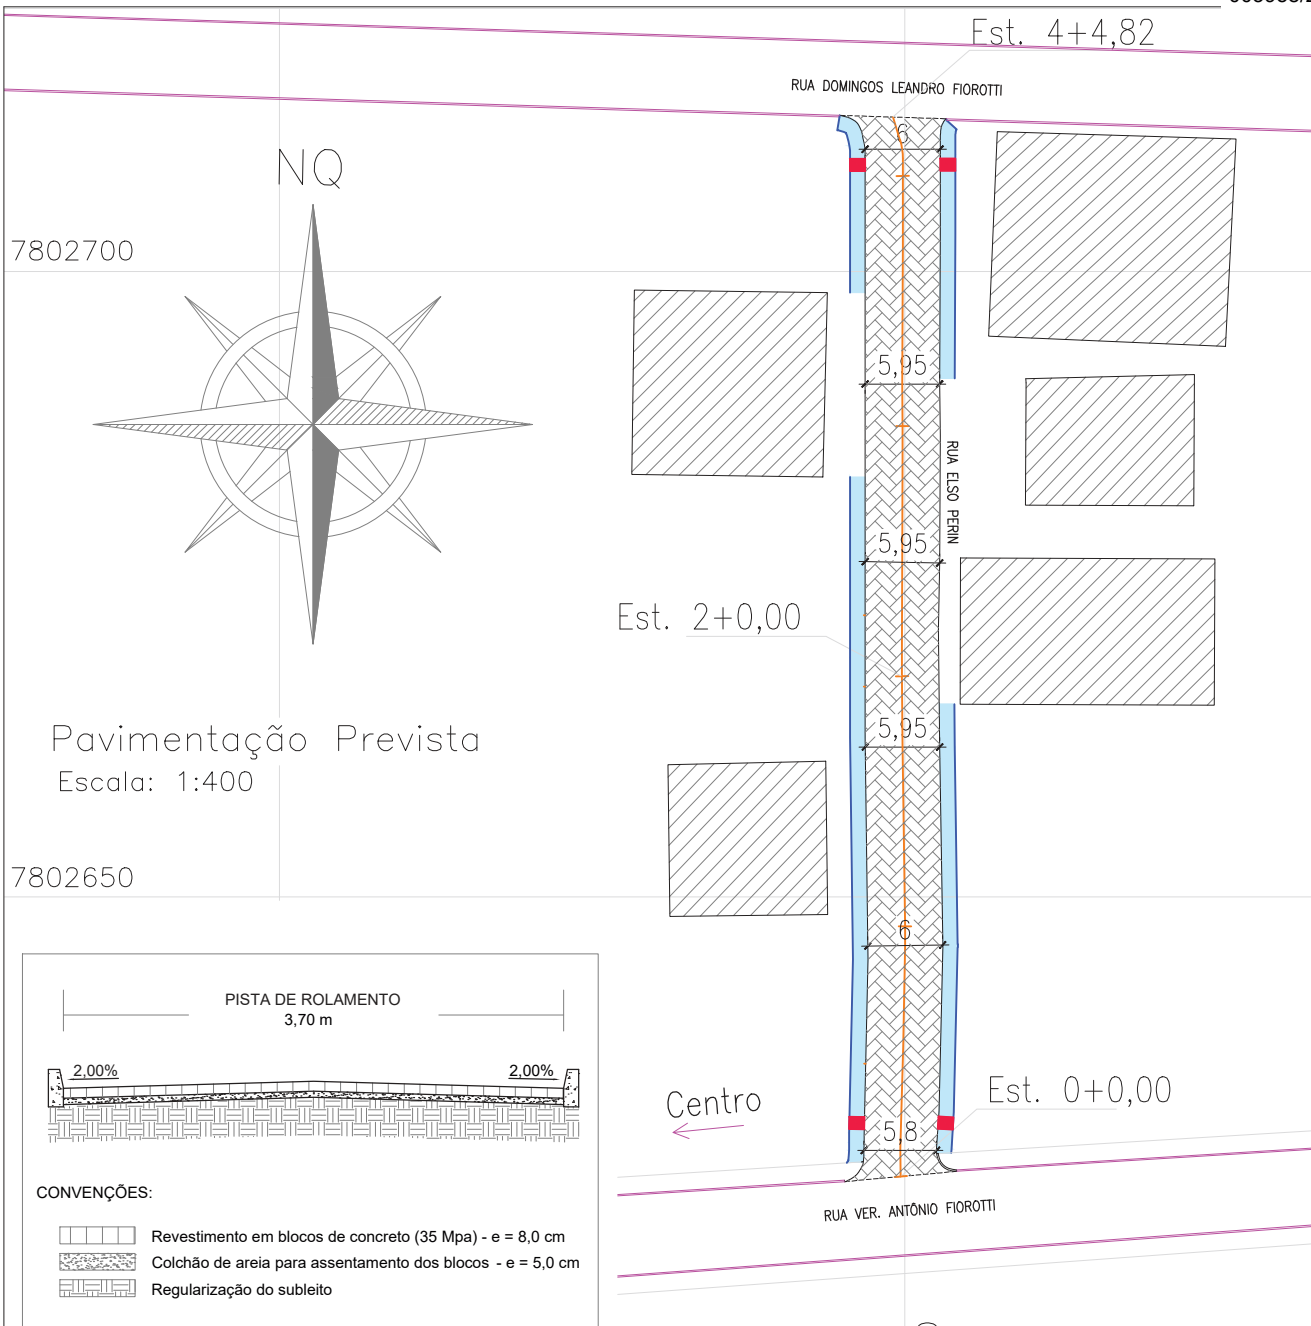 Est. 4+4,82
RUA DOMINGOS LEANDRO FIOROTTI
6
NQ
7802700
5,95
RUA ELSO PERIN
5,95
Est. 2+0,00
5,95
Pavimentação Prevista
Escala: 1:400
7802650
6
PISTA DE ROLAMENTO
3,70 m
2,00%
2,00%
Centro
Est. 0+0,00
5,8
CONVENÇÕES:
RUA VER. ANTÔNIO FIOROTTI
Revestimento em blocos de concreto (35 Mpa) - e = 8,0 cm
Colchão de areia para assentamento dos blocos - e = 5,0 cm
Regularização do subleito